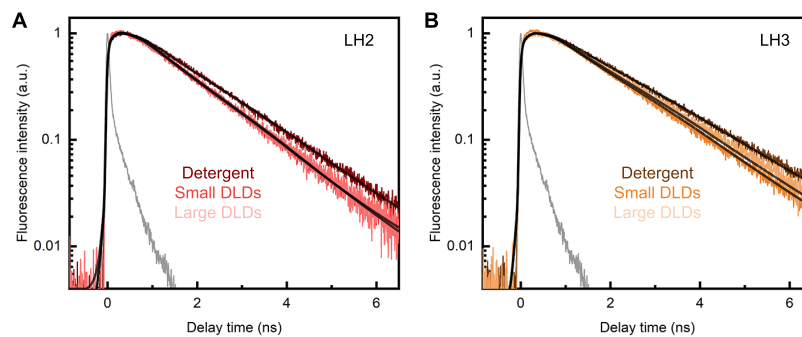 A
LH2
Fluorescence intensity (a.u.)
1
0.1
0.01
Detergent
Small DLDs
Large DLDs
0
2
4
6
Delay time (ns)
B
LH3
Fluorescence intensity (a.u.)
1
0.1
0.01
Detergent
Small DLDs
Large DLDs
0
2
4
6
Delay time (ns)